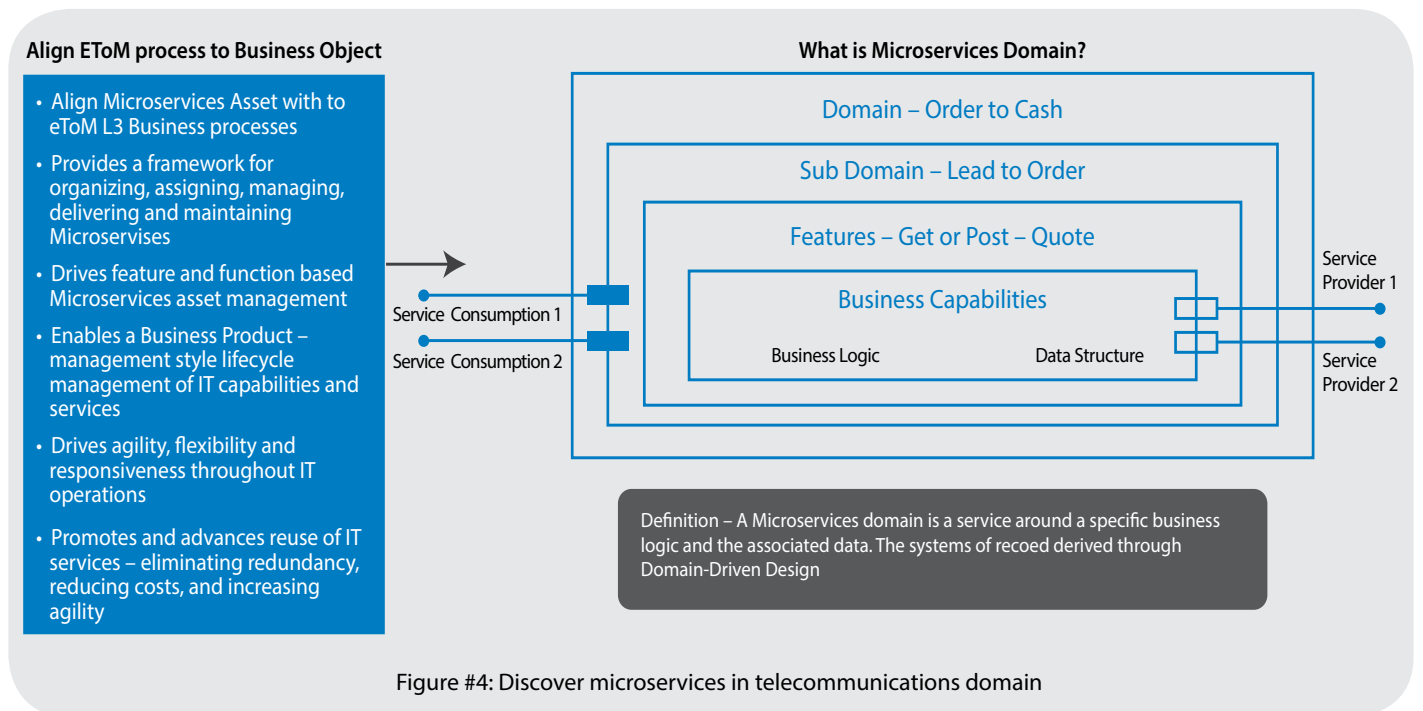 Align EToM process to Business Object
• Align Microservices Asset with to
eToM L3 Business processes
• Provides a framework for
organizing, assigning, managing,
delivering and maintaining
Microservises
• Drives feature and function based
Microservices asset management
• Enables a Business Product –
management style lifecycle
management of IT capabilities and
services
• Drives agility, flexibility and
responsiveness throughout IT
operations
• Promotes and advances reuse of IT
services – eliminating redundancy,
reducing costs, and increasing
agility
What is Microservices Domain?
Domain – Order to Cash
Sub Domain – Lead to Order
Features – Get or Post – Quote
Business Capabilities
Business Logic
Data Structure
Service Consumption 1
Service Consumption 2
Service
Provider 1
Service
Provider 2
Definition – A Microservices domain is a service around a specific business
logic and the associated data. The systems of recoed derived through
Domain-Driven Design
Figure #4: Discover microservices in telecommunications domain